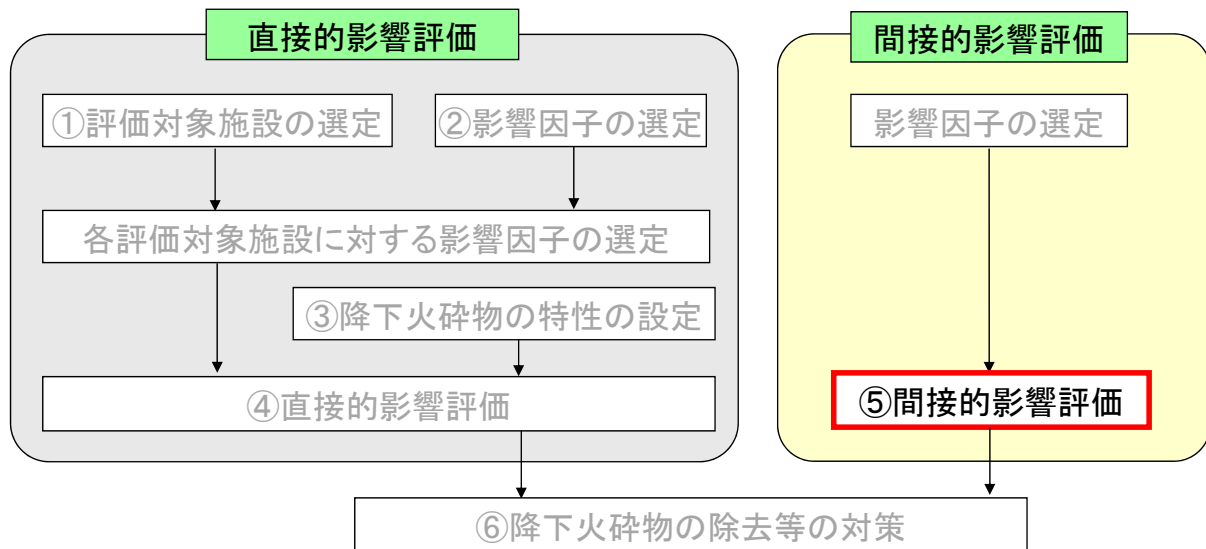 直接的影響評価
間接的影響評価
①評価対象施設の選定
②影響因子の選定
影響因子の選定
各評価対象施設に対する影響因子の選定
③降下火砕物の特性の設定
④直接的影響評価
⑤間接的影響評価
⑥降下火砕物の除去等の対策